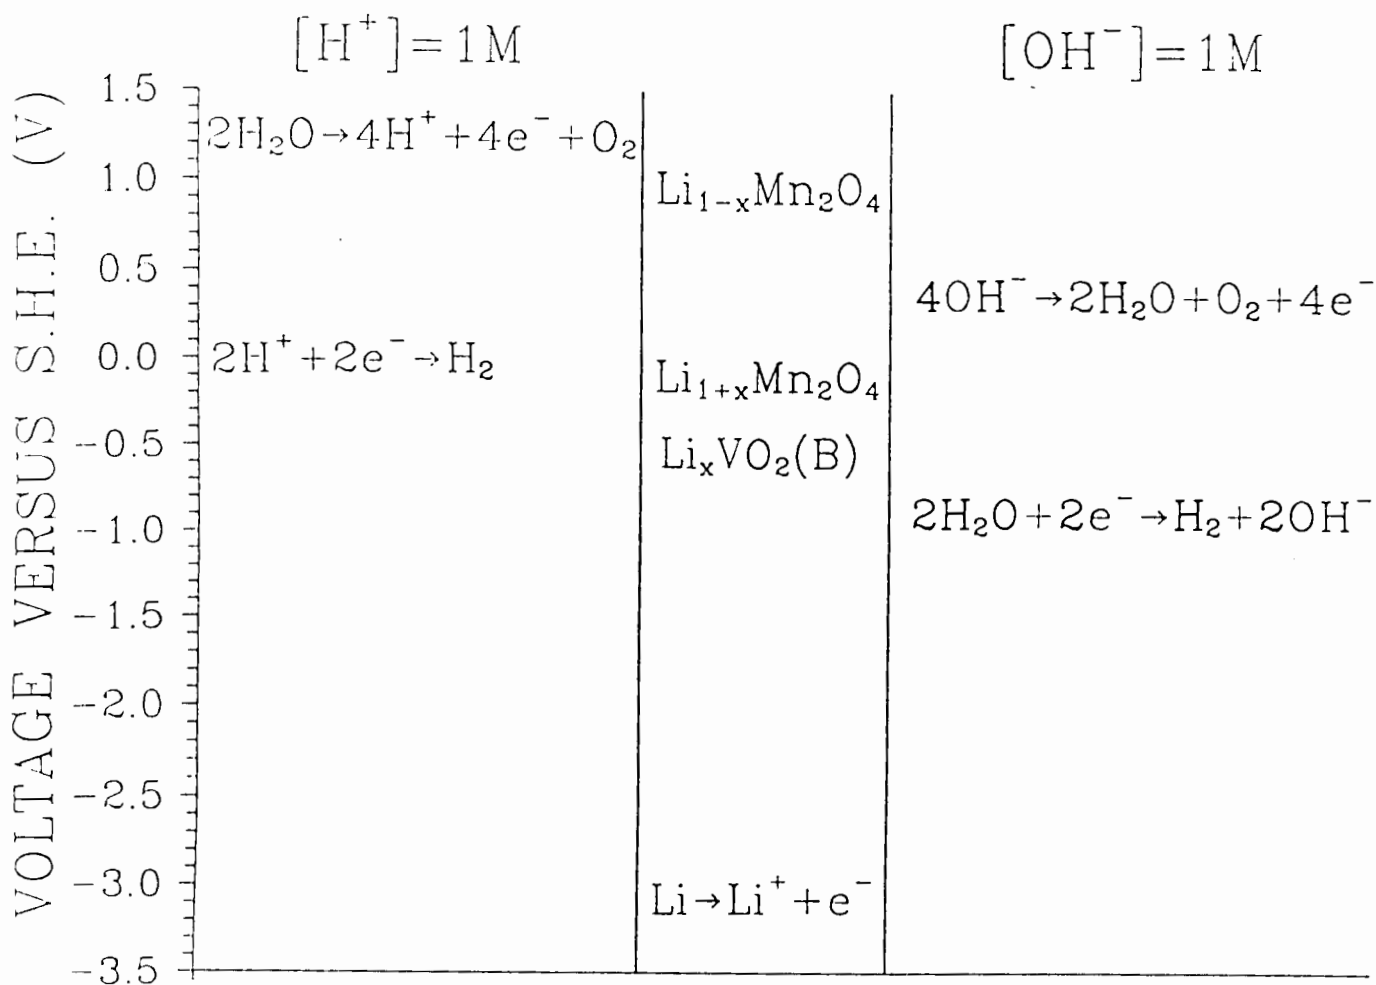 [H⁺]=1M
[OH⁻]=1M
VOLTAGE VERSUS S.H.E. (V)
1.5
1.0
0.5
0.0
-0.5
-1.0
-1.5
-2.0
-2.5
-3.0
-3.5
2H₂O→4H⁺+4e⁻+O₂
2H⁺+2e⁻→H₂
Li₁₋ₓMn₂O₄
Li₁₊ₓMn₂O₄
LiₓVO₂(B)
Li→Li⁺+e⁻
4OH⁻→2H₂O+O₂+4e⁻
2H₂O+2e⁻→H₂+2OH⁻